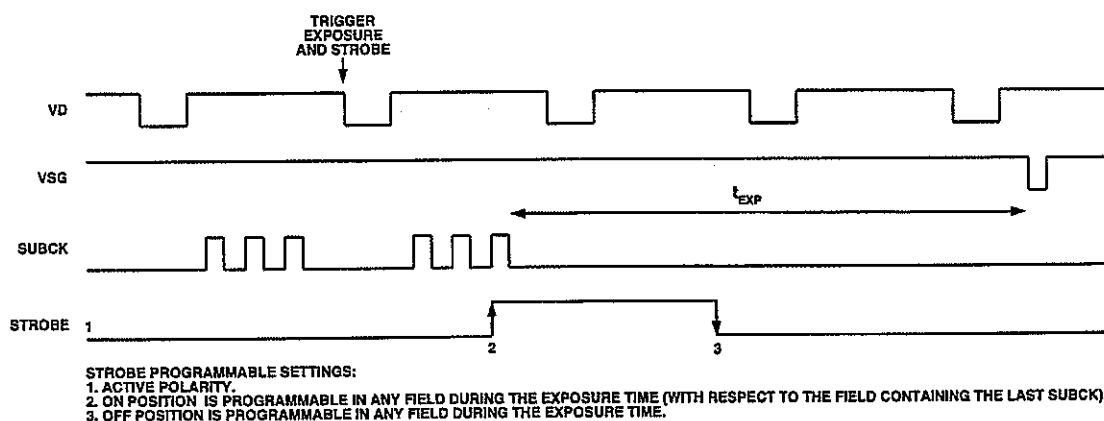 TRIGGER
EXPOSURE
AND STROBE
VD
VSG
tEXP
SUBCK
STROBE 1
2 3
STROBE PROGRAMMABLE SETTINGS:
1. ACTIVE POLARITY.
2. ON POSITION IS PROGRAMMABLE IN ANY FIELD DURING THE EXPOSURE TIME (WITH RESPECT TO THE FIELD CONTAINING THE LAST SUBCK)
3. OFF POSITION IS PROGRAMMABLE IN ANY FIELD DURING THE EXPOSURE TIME.